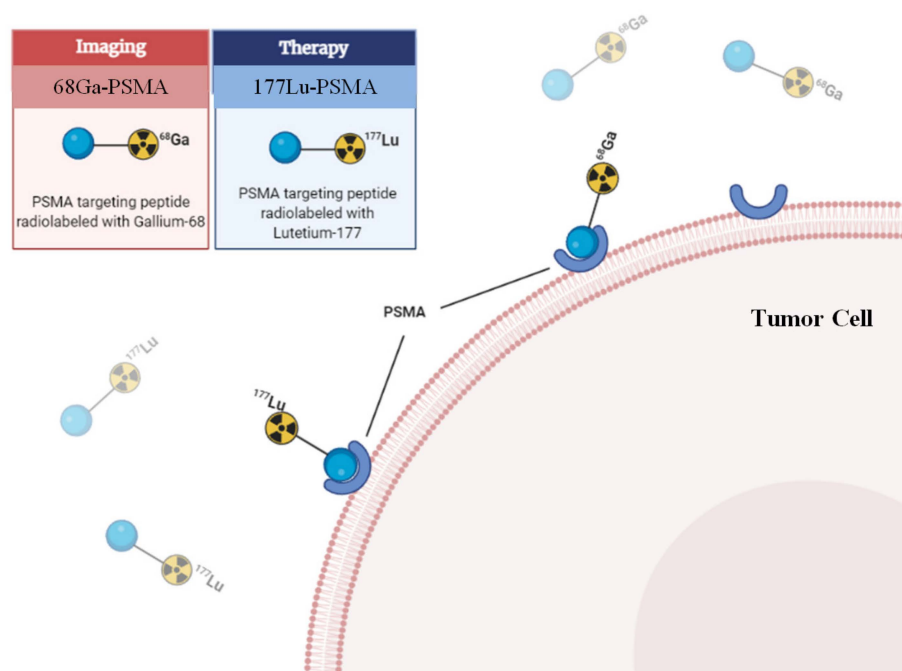 Imaging
68Ga-PSMA
⁶⁸Ga
PSMA targeting peptide
radiolabeled with Gallium-68
Therapy
177Lu-PSMA
¹⁷⁷Lu
PSMA targeting peptide
radiolabeled with
Lutetium-177
⁶⁸Ga
⁶⁸Ga
⁶⁸Ga
PSMA
Tumor Cell
¹⁷⁷Lu
¹⁷⁷Lu
¹⁷⁷Lu